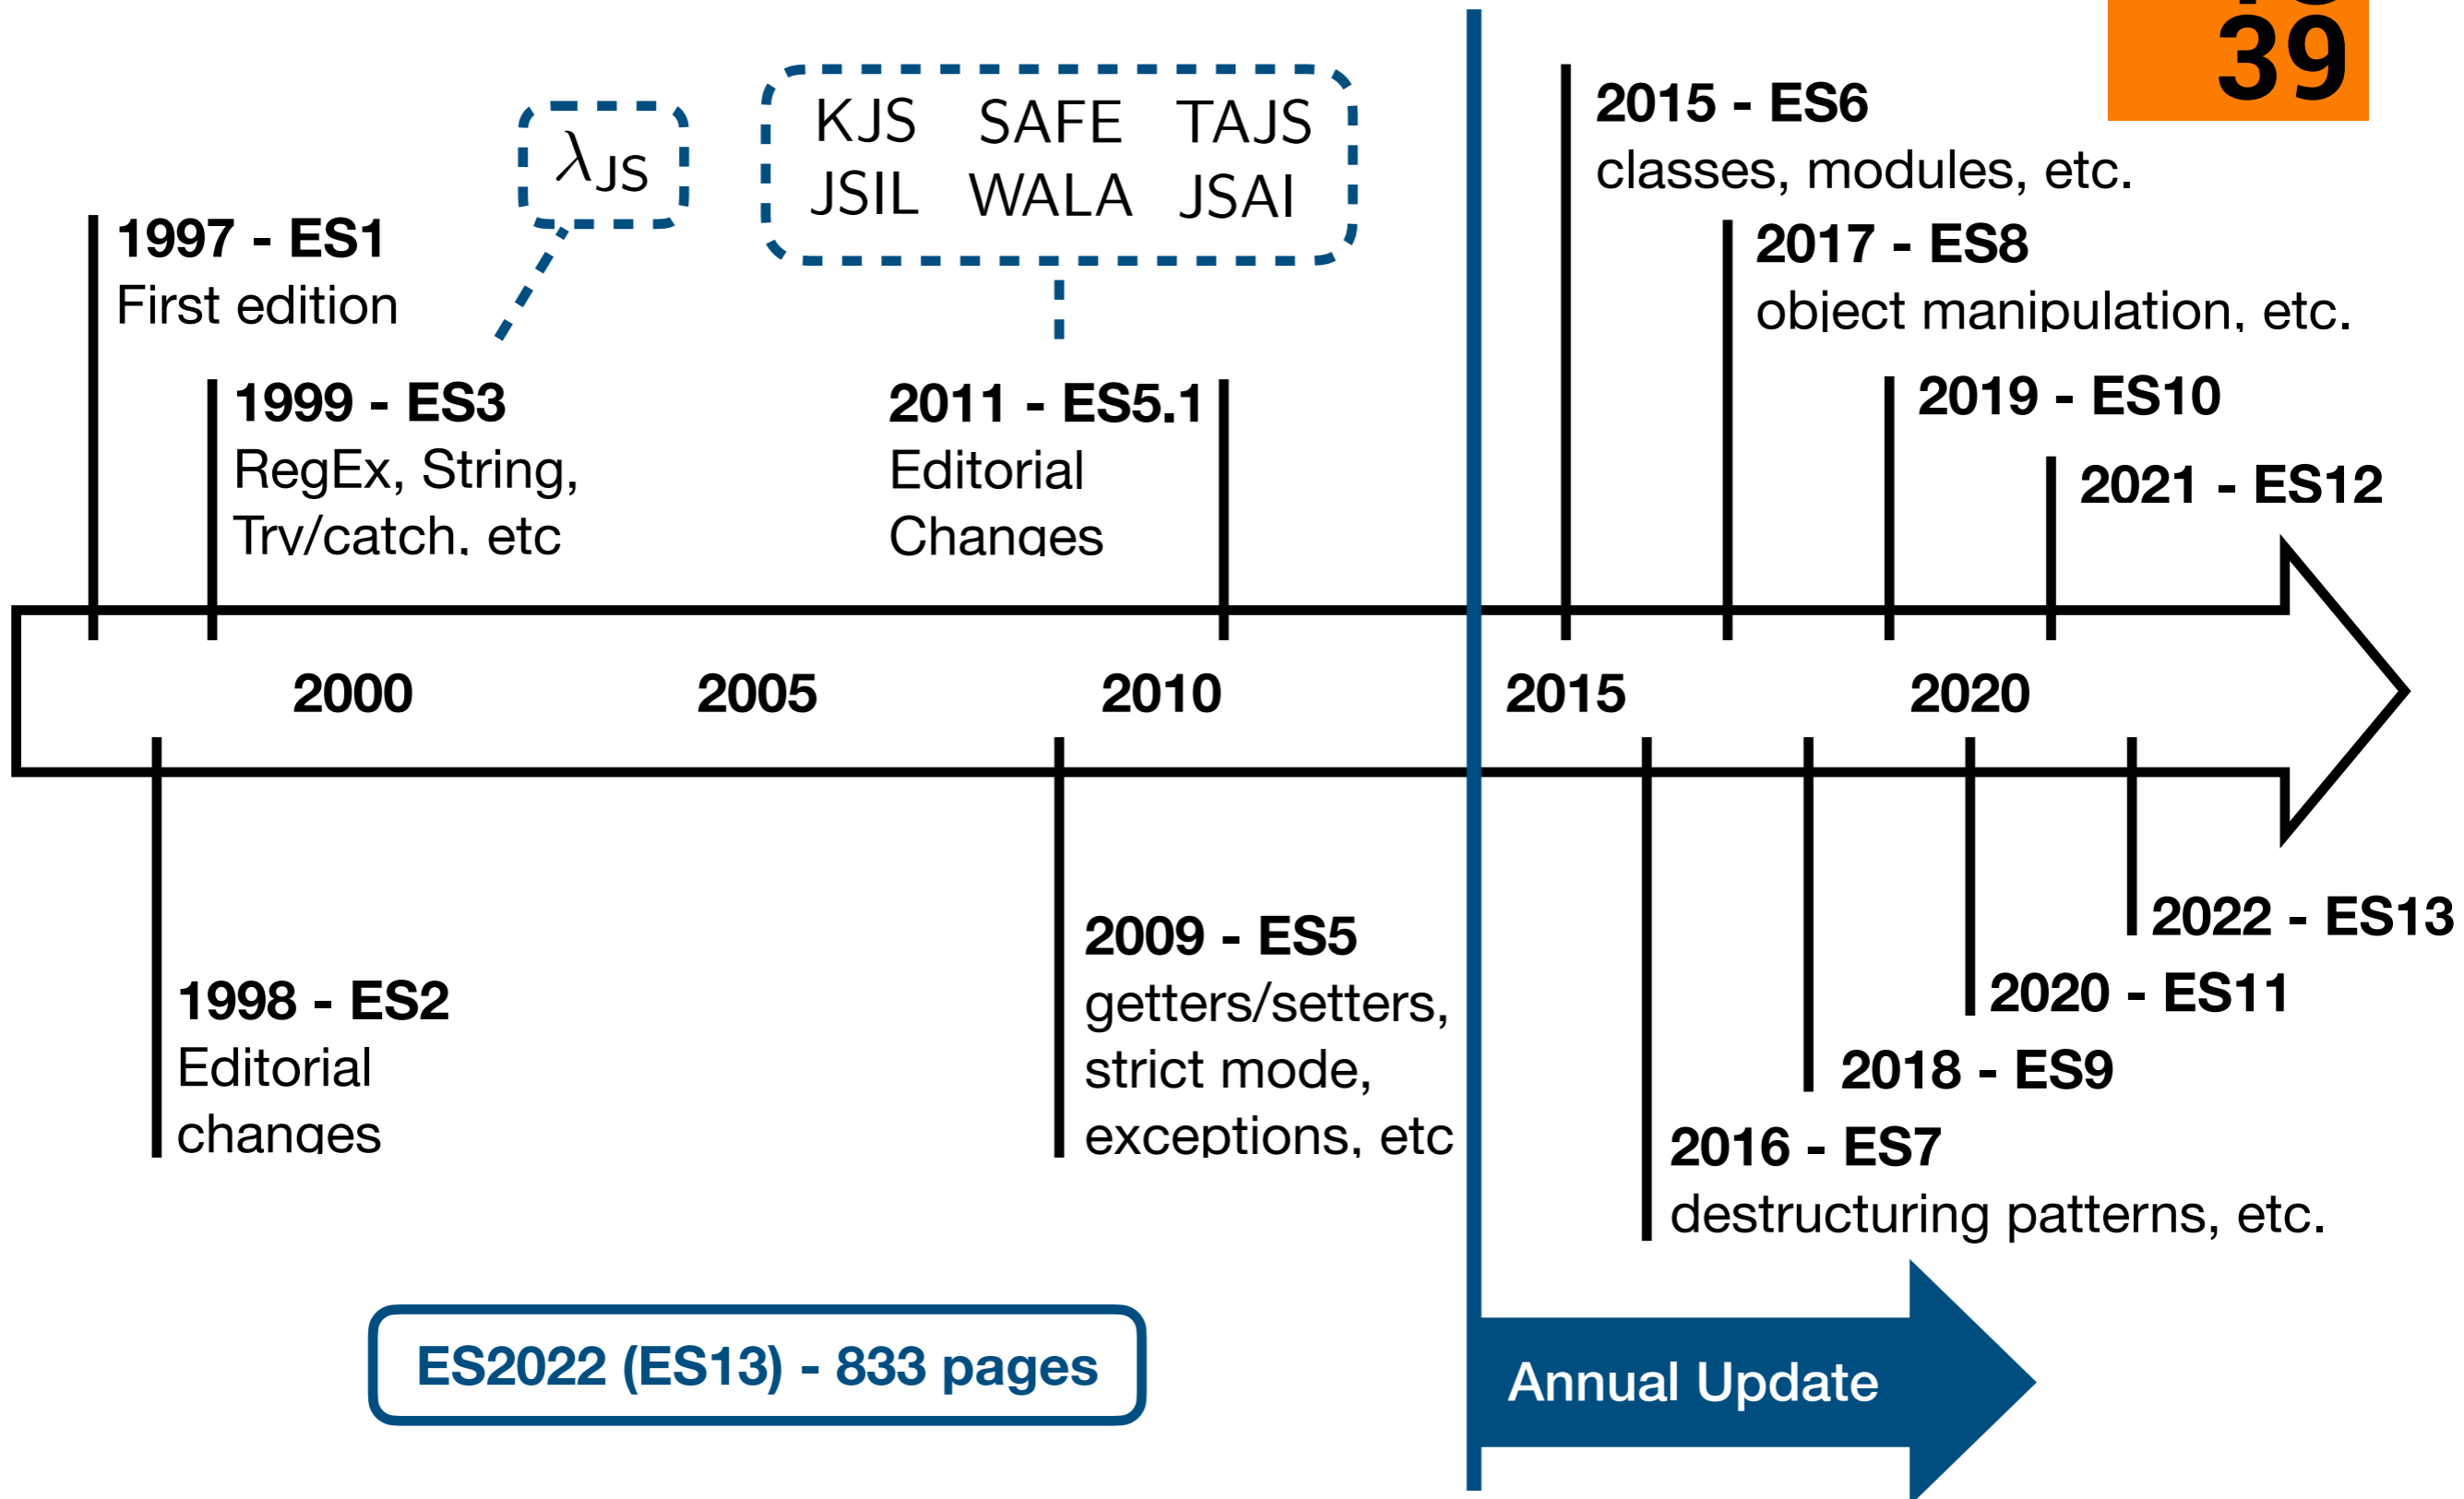 39
λJS
KJS SAFE TAJS
JSIL WALA JSAI
1997 - ES1
First edition
1999 - ES3
RegEx, String,
Try/catch, etc
2011 - ES5.1
Editorial
Changes
2015 - ES6
classes, modules, etc.
2017 - ES8
object manipulation, etc.
2019 - ES10
2021 - ES12
2000 2005 2010 2015 2020
1998 - ES2
Editorial
changes
2009 - ES5
getters/setters,
strict mode,
exceptions, etc
2022 - ES13
2020 - ES11
2018 - ES9
2016 - ES7
destructuring patterns, etc.
ES2022 (ES13) - 833 pages
Annual Update